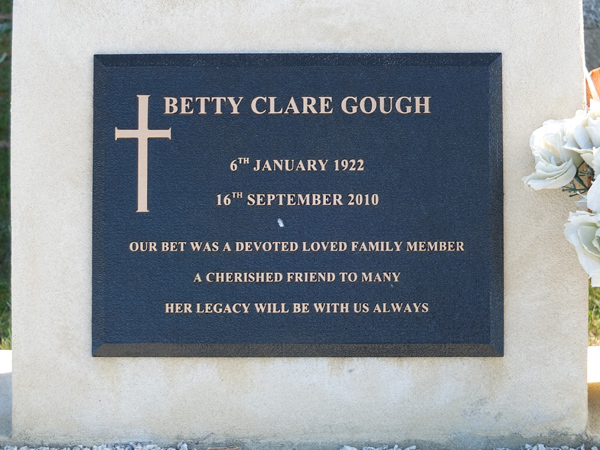 BETTY CLARE GOUGH
6TH JANUARY 1922
16TH SEPTEMBER 2010
OUR BET WAS A DEVOTED LOVED FAMILY MEMBER
A CHERISHED FRIEND TO MANY
HER LEGACY WILL BE WITH US ALWAYS